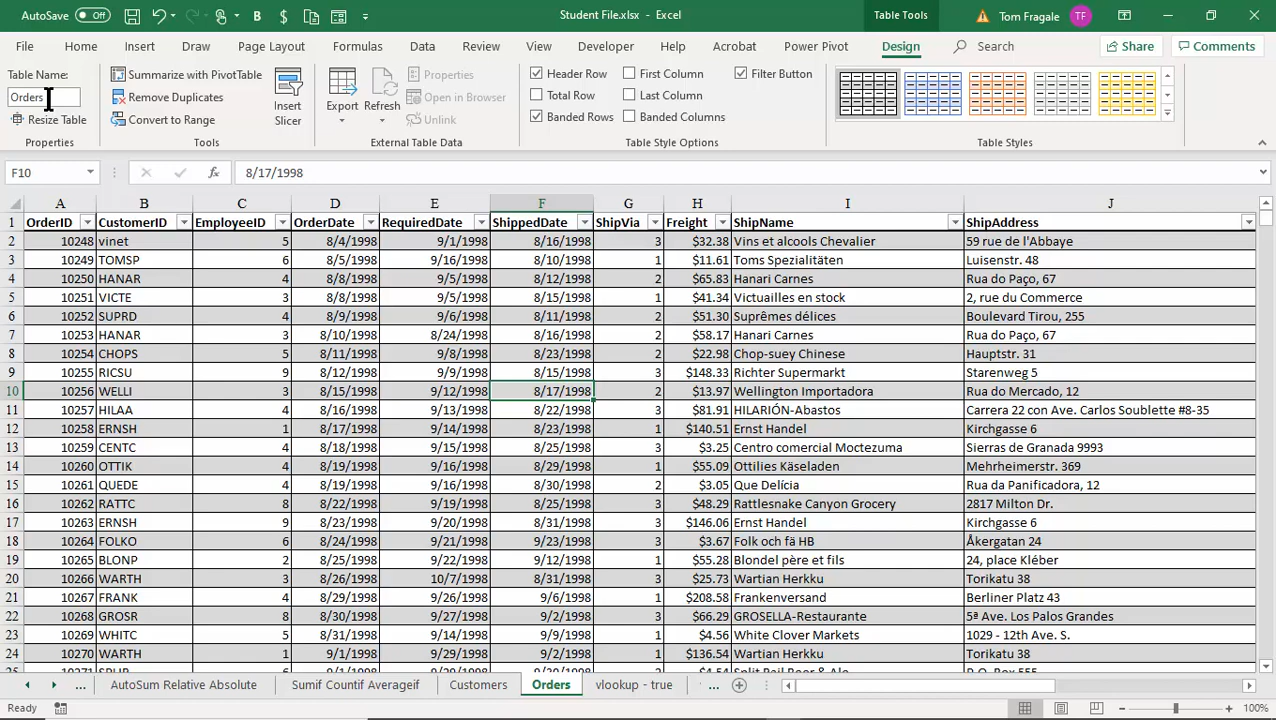 AutoSave Off Student File.xlsx - Excel Table Tools Tom Fragale TF
File Home Insert Draw Page Layout Formulas Data Review View Developer Help Acrobat Power Pivot Design Search Share Comments
Table Name:
Orders
Resize Table
Properties
Summarize with PivotTable
Remove Duplicates
Convert to Range
Tools
Insert Slicer
Export
Refresh
Properties
Open in Browser
Unlink
External Table Data
Header Row First Column Filter Button
Total Row Last Column
Banded Rows Banded Columns
Table Style Options
Table Styles
F10 fx 8/17/1998
A B C D E F G H I J
1 OrderID CustomerID EmployeeID OrderDate RequiredDate ShippedDate ShipVia Freight ShipName ShipAddress
2 10248 vinet 5 8/4/1998 9/1/1998 8/16/1998 3 $32.38 Vins et alcools Chevalier 59 rue de l'Abbaye
3 10249 TOMSP 6 8/5/1998 9/16/1998 8/10/1998 1 $11.61 Toms Spezialitäten Luisenstr. 48
4 10250 HANAR 4 8/8/1998 9/5/1998 8/12/1998 2 $65.83 Hanari Carnes Rua do Paço, 67
5 10251 VICTE 3 8/8/1998 9/5/1998 8/15/1998 1 $41.34 Victuailles en stock 2, rue du Commerce
6 10252 SUPRD 4 8/9/1998 9/6/1998 8/11/1998 2 $51.30 Suprêmes délices Boulevard Tirou, 255
7 10253 HANAR 3 8/10/1998 8/24/1998 8/16/1998 2 $58.17 Hanari Carnes Rua do Paço, 67
8 10254 CHOPS 5 8/11/1998 9/8/1998 8/23/1998 2 $22.98 Chop-suey Chinese Hauptstr. 31
9 10255 RICSU 9 8/12/1998 9/9/1998 8/15/1998 3 $148.33 Richter Supermarkt Starenweg 5
10 10256 WELLI 3 8/15/1998 9/12/1998 8/17/1998 2 $13.97 Wellington Importadora Rua do Mercado, 12
11 10257 HILAA 4 8/16/1998 9/13/1998 8/22/1998 3 $81.91 HILARIÓN-Abastos Carrera 22 con Ave. Carlos Soublette #8-35
12 10258 ERNSH 1 8/17/1998 9/14/1998 8/23/1998 1 $140.51 Ernst Handel Kirchgasse 6
13 10259 CENTC 4 8/18/1998 9/15/1998 8/25/1998 3 $3.25 Centro comercial Moctezuma Sierras de Granada 9993
14 10260 OTTIK 4 8/19/1998 9/16/1998 8/29/1998 1 $55.09 Ottilies Käseladen Mehrheimerstr. 369
15 10261 QUEDE 4 8/19/1998 9/16/1998 8/30/1998 2 $3.05 Que Delícia Rua da Panificadora, 12
16 10262 RATTC 8 8/22/1998 9/19/1998 8/25/1998 3 $48.29 Rattlesnake Canyon Grocery 2817 Milton Dr.
17 10263 ERNSH 9 8/23/1998 9/20/1998 8/31/1998 3 $146.06 Ernst Handel Kirchgasse 6
18 10264 FOLKO 6 8/24/1998 9/21/1998 9/23/1998 3 $3.67 Folk och fä HB Åkergatan 24
19 10265 BLONP 2 8/25/1998 9/22/1998 9/12/1998 1 $55.28 Blondel père et fils 24, place Kléber
20 10266 WARTH 3 8/26/1998 10/7/1998 8/31/1998 3 $25.73 Wartian Herkku Torikatu 38
21 10267 FRANK 4 8/29/1998 9/26/1998 9/6/1998 1 $208.58 Frankenversand Berliner Platz 43
22 10268 GROSR 8 8/30/1998 9/27/1998 9/2/1998 3 $66.29 GROSELLA-Restaurante 5ª Ave. Los Palos Grandes
23 10269 WHITC 5 8/31/1998 9/14/1998 9/9/1998 1 $4.56 White Clover Markets 1029 - 12th Ave. S.
24 10270 WARTH 1 9/1/1998 9/29/1998 9/2/1998 1 $136.54 Wartian Herkku Torikatu 38
25 10271 SPLIR 6 9/1/1998 9/29/1998 9/30/1998 1 $4.54 Split Rail Beer & Ale P.O. Box 555
... AutoSum Relative Absolute Sumif Countif Averageif Customers Orders vlookup - true ...
Ready 100%